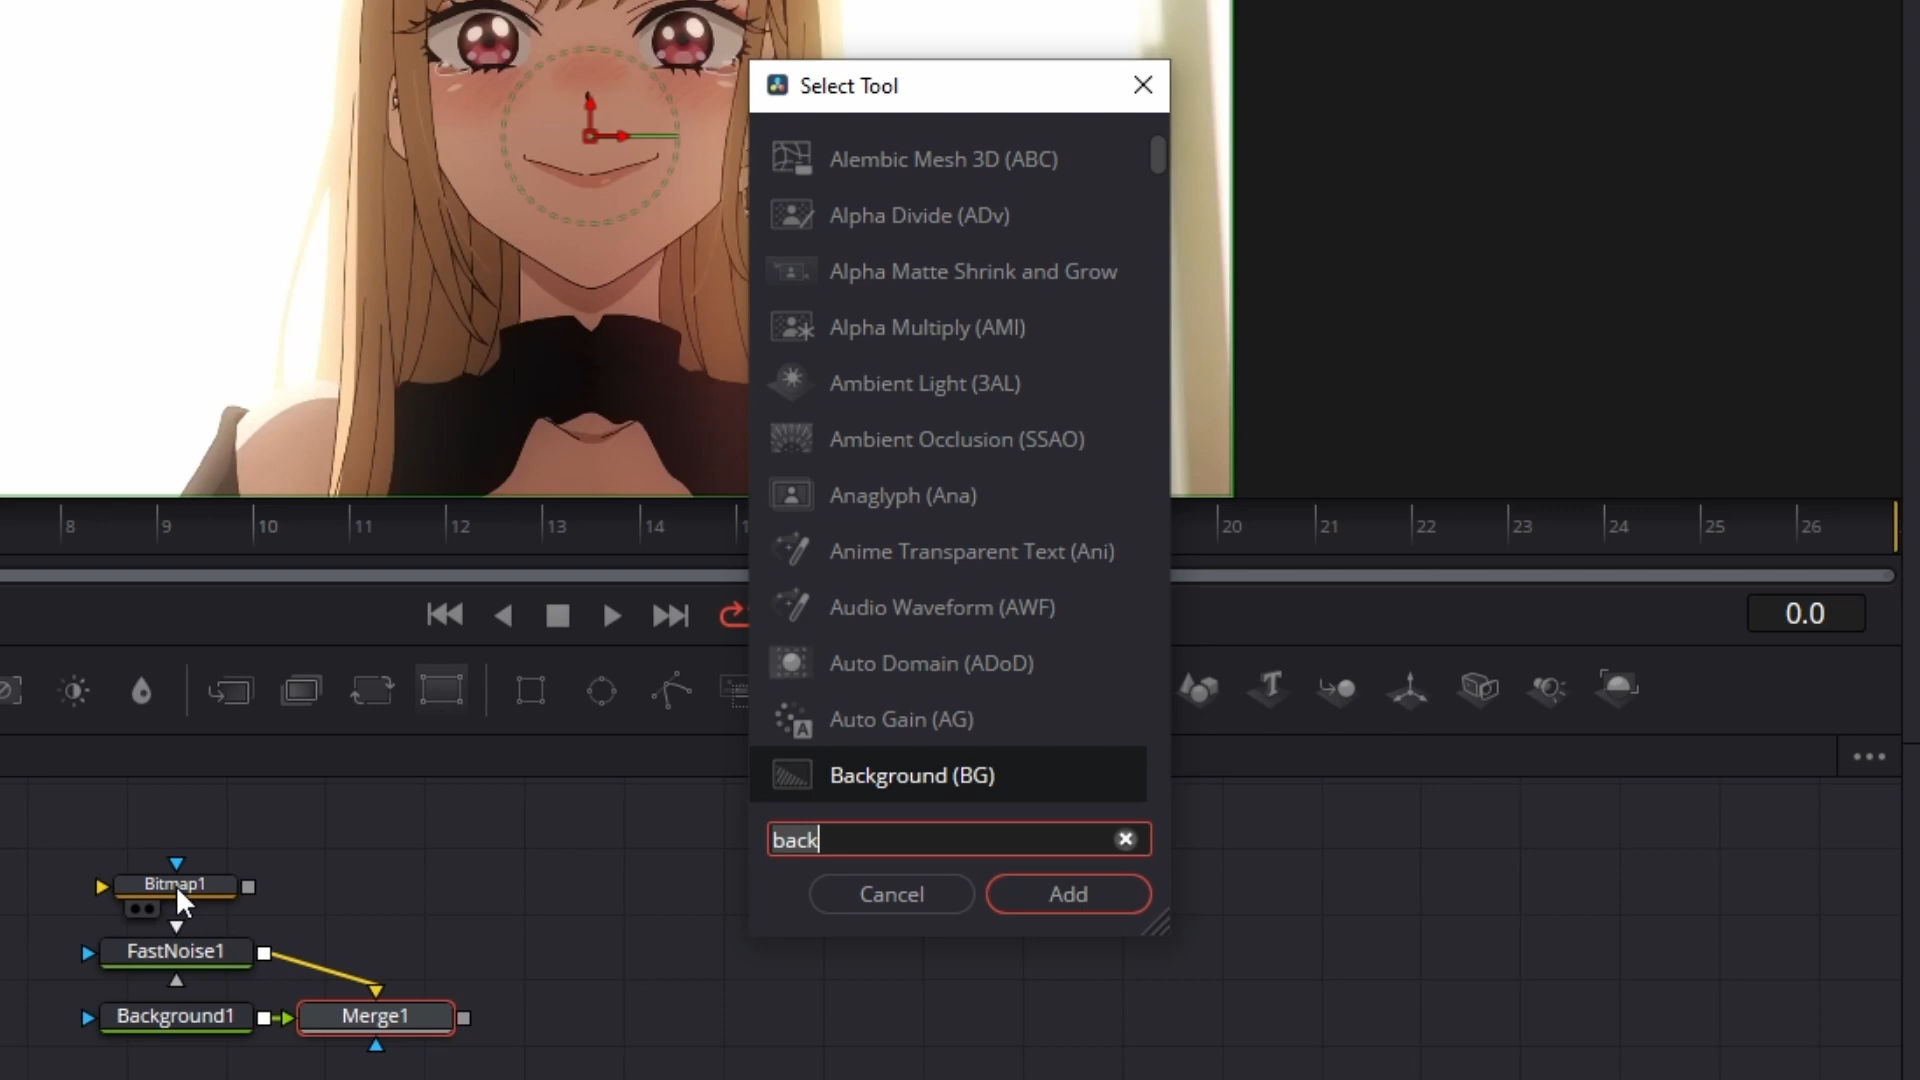 Select Tool
Alembic Mesh 3D (ABC)
Alpha Divide (ADv)
Alpha Matte Shrink and Grow
Alpha Multiply (AMl)
Ambient Light (3AL)
Ambient Occlusion (SSAO)
Anaglyph (Ana)
8 9 10 11 12 13 14 1 20 21 22 23 24 25 26
Anime Transparent Text (Ani)
Audio Waveform (AWF)
0.0
Auto Domain (ADoD)
Auto Gain (AG)
Background (BG)
back
Cancel Add
Bitmap1
FastNoise1
Background1 Merge1